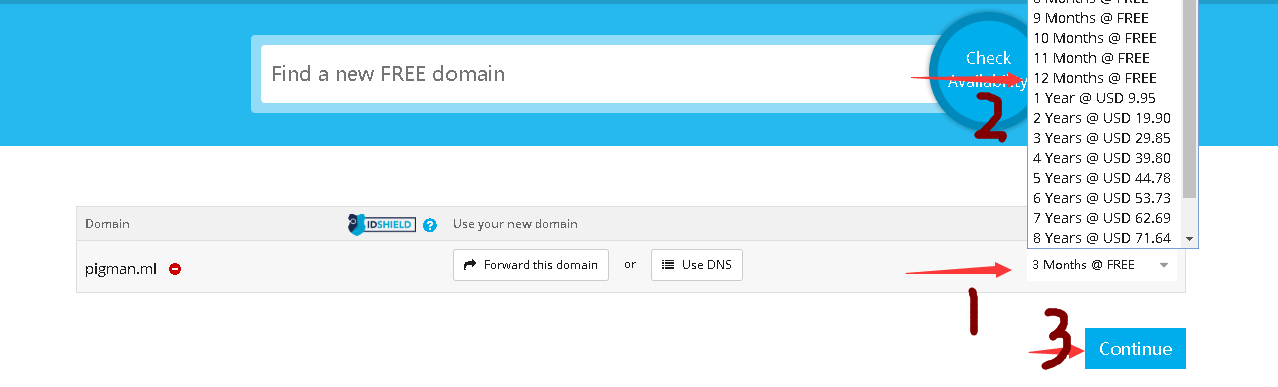 8 Months @ FREE
9 Months @ FREE
10 Months @ FREE
11 Month @ FREE
12 Months @ FREE
1 Year @ USD 9.95
2 Years @ USD 19.90
3 Years @ USD 29.85
4 Years @ USD 39.80
5 Years @ USD 44.78
6 Years @ USD 53.73
7 Years @ USD 62.69
8 Years @ USD 71.64
Find a new FREE domain
Check
Availability
2
Domain IDSHIELD ? Use your new domain
pigman.ml Forward this domain or Use DNS 3 Months @ FREE
1
3
Continue